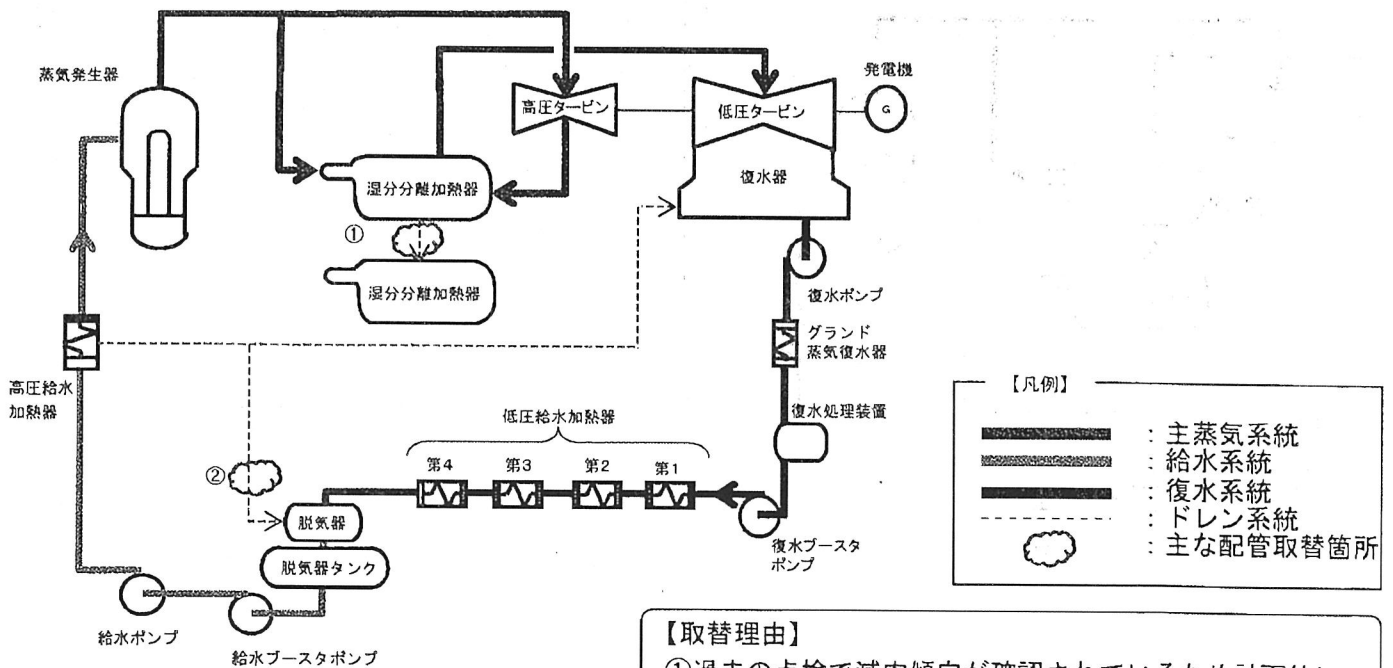 蒸気発生器
高圧タービン
低圧タービン
発電機
G
湿分分離加熱器
復水器
①
湿分分離加熱器
復水ポンプ
グランド
蒸気復水器
高圧給水
加熱器
復水処理装置
低圧給水加熱器
第4
第3
第2
第1
②
脱気器
脱気器タンク
復水ブースタ
ポンプ
給水ポンプ
給水ブースタポンプ
【凡例】
:主蒸気系統
:給水系統
:復水系統
:ドレン系統
:主な配管取替箇所
【取替理由】